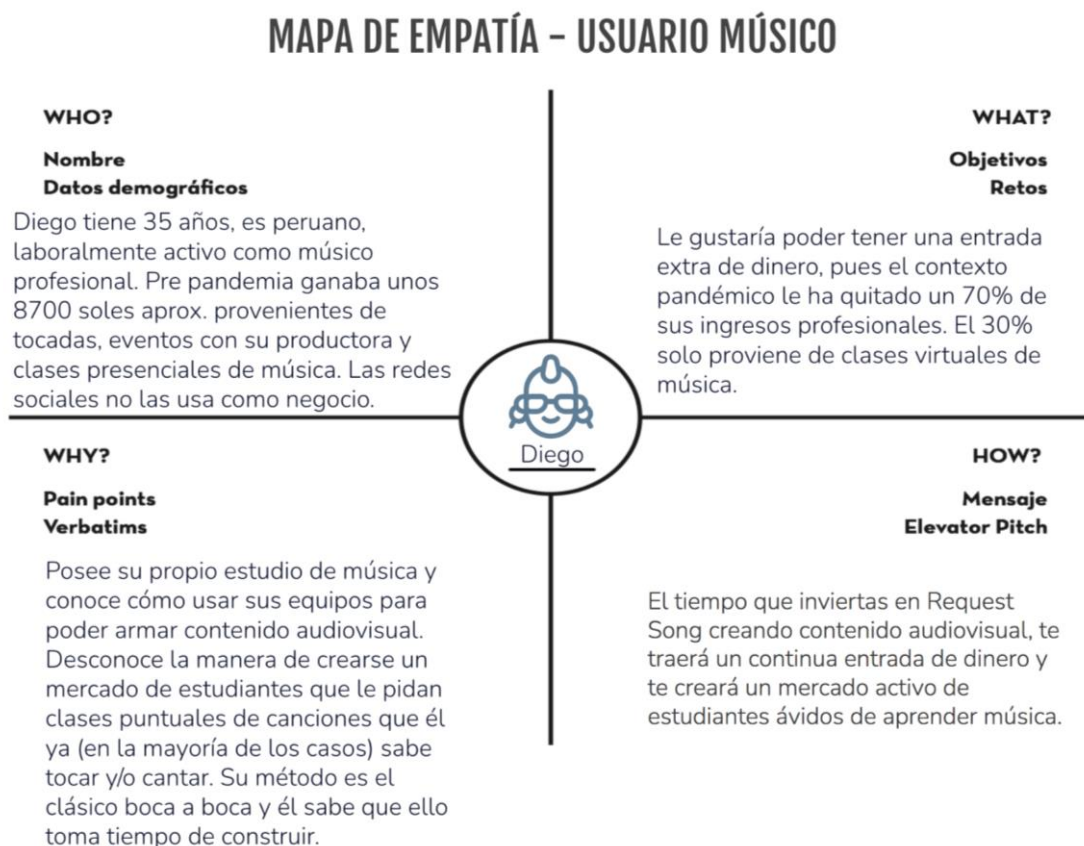 MAPA DE EMPATÍA – USUARIO MÚSICO
WHO?
Nombre
Datos demográficos
Diego tiene 35 años, es peruano,
laboralmente activo como músico
profesional. Pre pandemia ganaba unos
8700 soles aprox. provenientes de
tocadas, eventos con su productora y
clases presenciales de música. Las redes
sociales no las usa como negocio.
WHAT?
Objetivos
Retos
Le gustaría poder tener una entrada
extra de dinero, pues el contexto
pandémico le ha quitado un 70% de
sus ingresos profesionales. El 30%
solo proviene de clases virtuales de
música.
Diego
WHY?
Pain points
Verbatims
Posee su propio estudio de música y
conoce cómo usar sus equipos para
poder armar contenido audiovisual.
Desconoce la manera de crearse un
mercado de estudiantes que le pidan
clases puntuales de canciones que él
ya (en la mayoría de los casos) sabe
tocar y/o cantar. Su método es el
clásico boca a boca y él sabe que ello
toma tiempo de construir.
HOW?
Mensaje
Elevator Pitch
El tiempo que inviertas en Request
Song creando contenido audiovisual, te
traerá un continua entrada de dinero y
te creará un mercado activo de
estudiantes ávidos de aprender música.